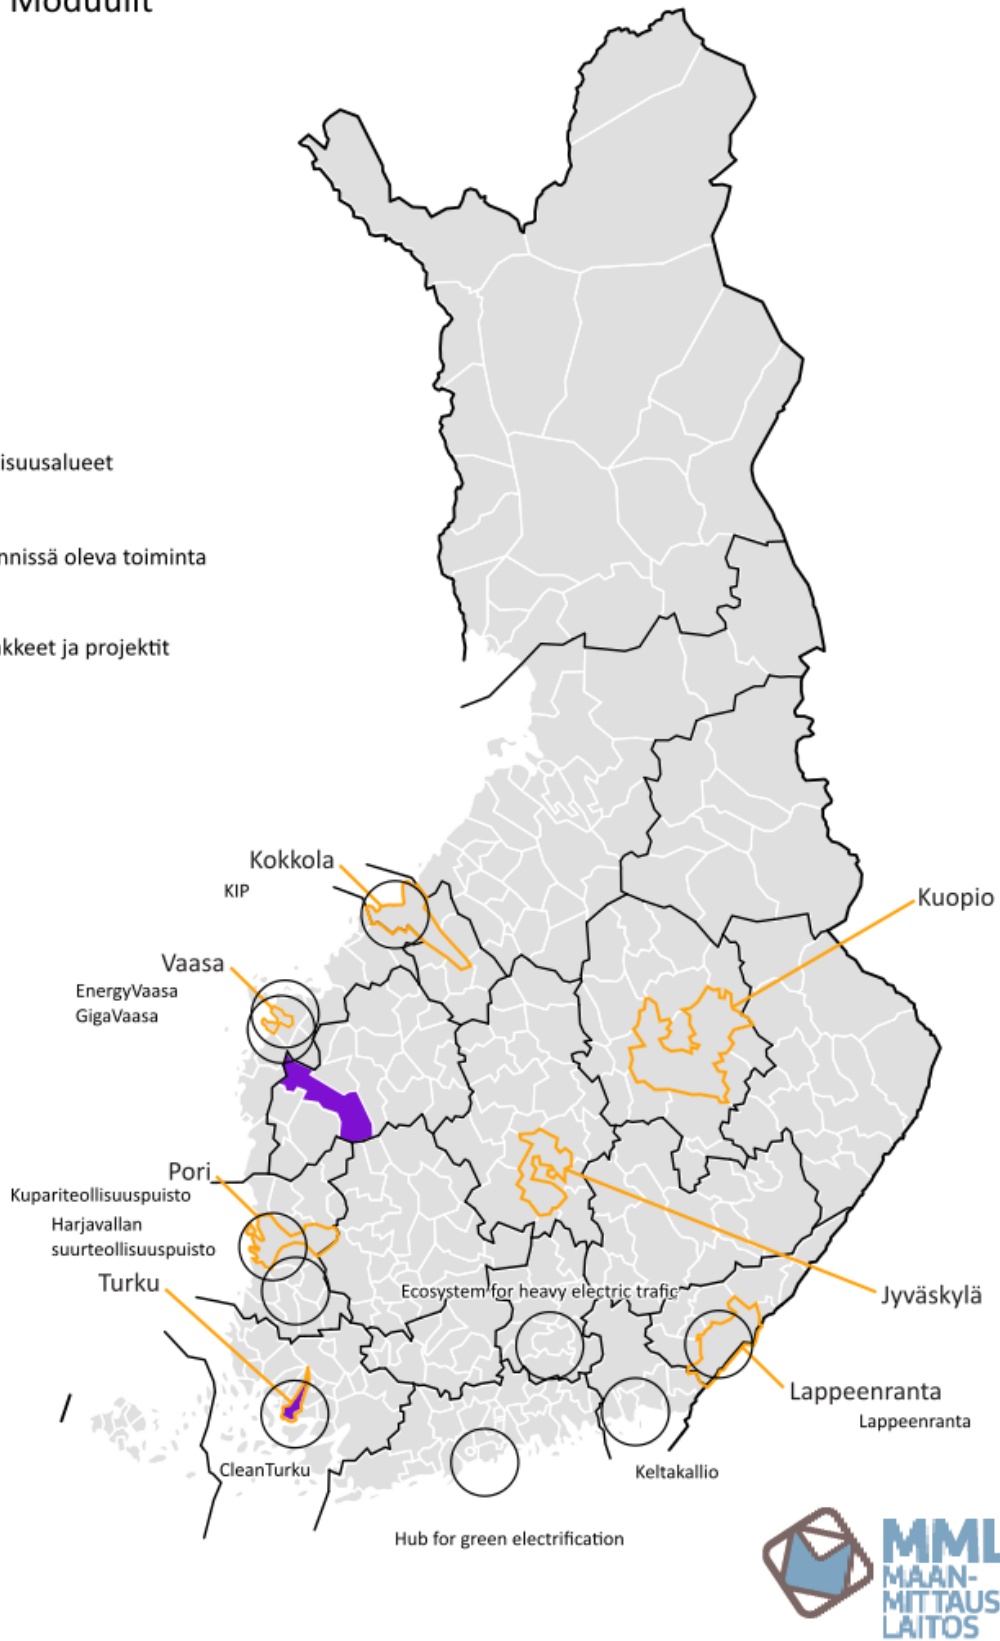 Moduulit
isuusalueet
nnissä oleva toiminta
kkeet ja projektit
Kokkola
KIP
Kuopio
Vaasa
EnergyVaasa
GigaVaasa
Pori
Kupariteollisuuspuisto
Harjavallan
suurteollisuuspuisto
Turku
Ecosystem for heavy electric trafic
Jyväskylä
Lappeenranta
Lappeenranta
CleanTurku
Keltakallio
Hub for green electrification
MML
MAAN-
MITTAUS
LAITOS